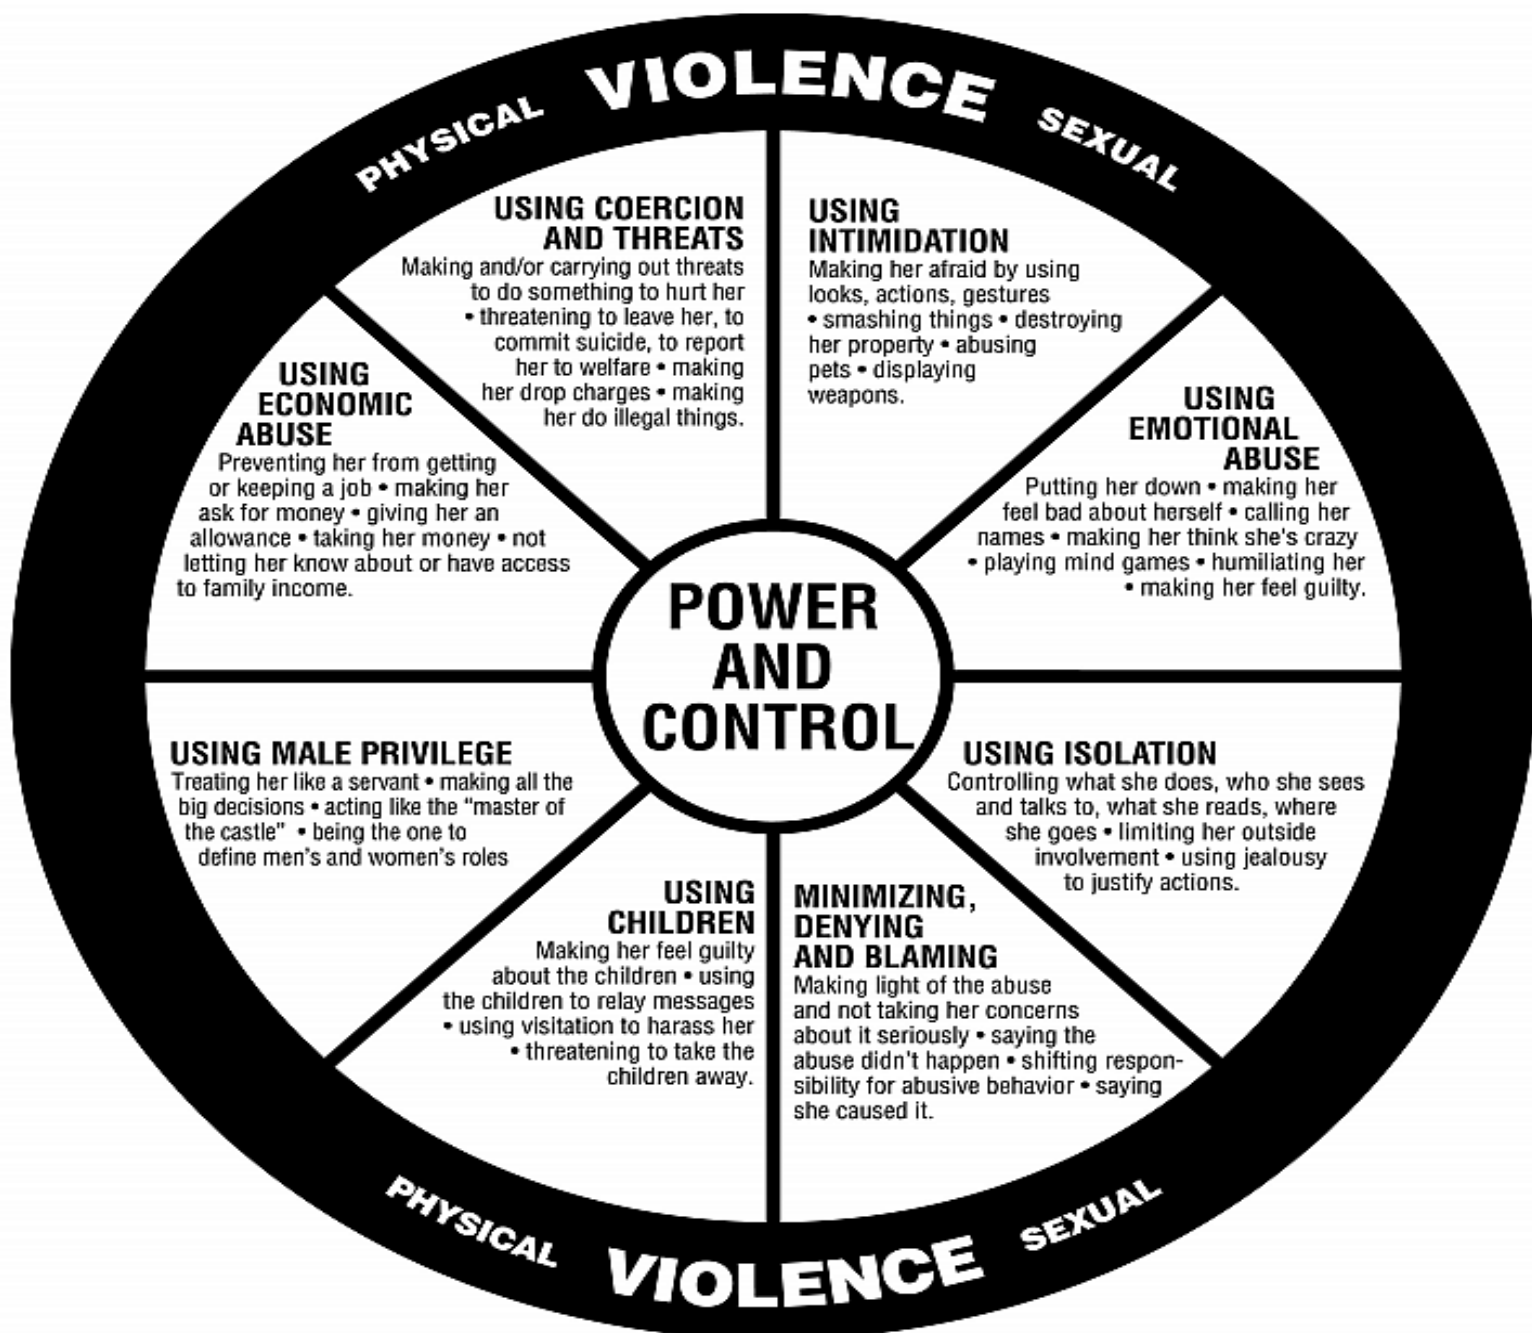 PHYSICAL VIOLENCE SEXUAL
USING COERCION
AND THREATS
Making and/or carrying out threats
to do something to hurt her
• threatening to leave her, to
commit suicide, to report
her to welfare • making
her drop charges • making
her do illegal things.
USING
INTIMIDATION
Making her afraid by using
looks, actions, gestures
• smashing things • destroying
her property • abusing
pets • displaying
weapons.
USING
ECONOMIC
ABUSE
Preventing her from getting
or keeping a job • making her
ask for money • giving her an
allowance • taking her money • not
letting her know about or have access
to family income.
USING
EMOTIONAL
ABUSE
Putting her down • making her
feel bad about herself • calling her
names • making her think she's crazy
• playing mind games • humiliating her
• making her feel guilty.
POWER
AND
CONTROL
USING MALE PRIVILEGE
Treating her like a servant • making all the
big decisions • acting like the “master of
the castle” • being the one to
define men’s and women’s roles
USING ISOLATION
Controlling what she does, who she sees
and talks to, what she reads, where
she goes • limiting her outside
involvement • using jealousy
to justify actions.
USING
CHILDREN
Making her feel guilty
about the children • using
the children to relay messages
• using visitation to harass her
• threatening to take the
children away.
MINIMIZING,
DENYING
AND BLAMING
Making light of the abuse
and not taking her concerns
about it seriously • saying the
abuse didn't happen • shifting respon-
sibility for abusive behavior • saying
she caused it.
PHYSICAL VIOLENCE SEXUAL